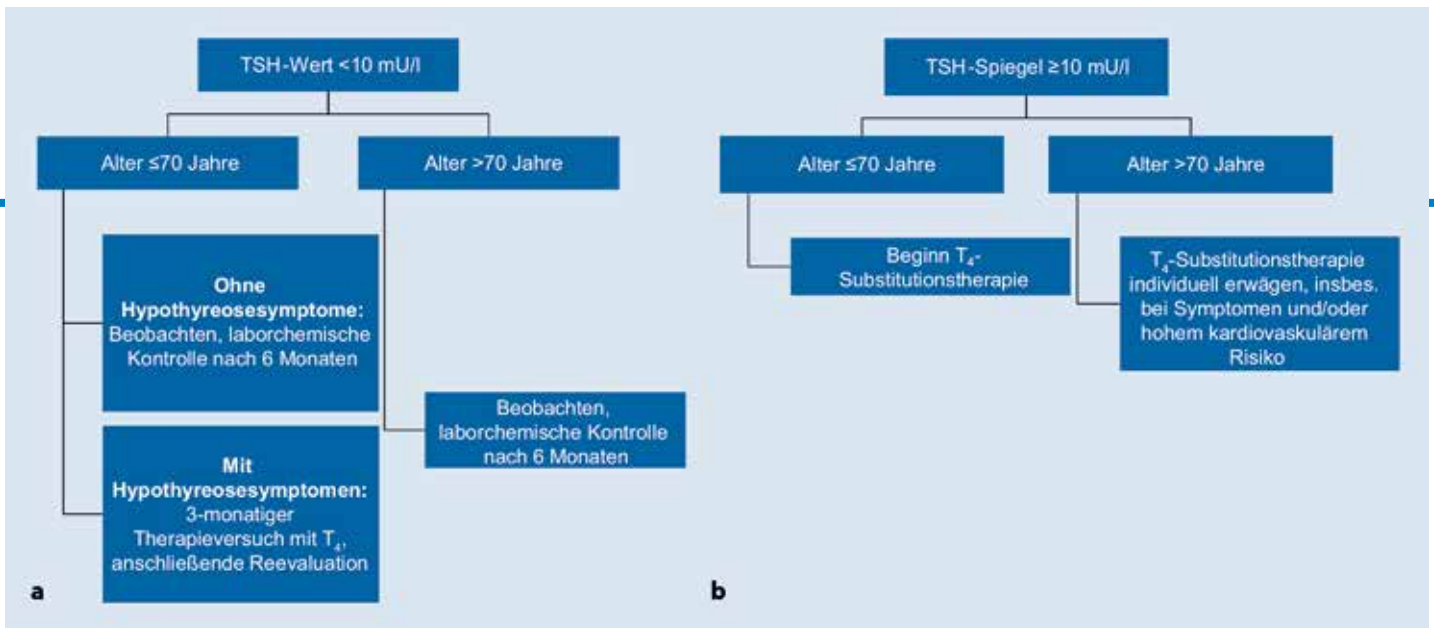 TSH-Wert <10 mU/l
Alter ≤70 Jahre
Alter >70 Jahre
Ohne
Hypothyreosesymptome:
Beobachten, laborchemische
Kontrolle nach 6 Monaten
Mit
Hypothyreosesymptomen:
3-monatiger
Therapieversuch mit T₄,
anschließende Reevaluation
Beobachten,
laborchemische Kontrolle
nach 6 Monaten
a
TSH-Spiegel ≥10 mU/l
Alter ≤70 Jahre
Alter >70 Jahre
Beginn T₄-
Substitutionstherapie
T₄-Substitutionstherapie
individuell erwägen, insbes.
bei Symptomen und/oder
hohem kardiovaskulärem
Risiko
b